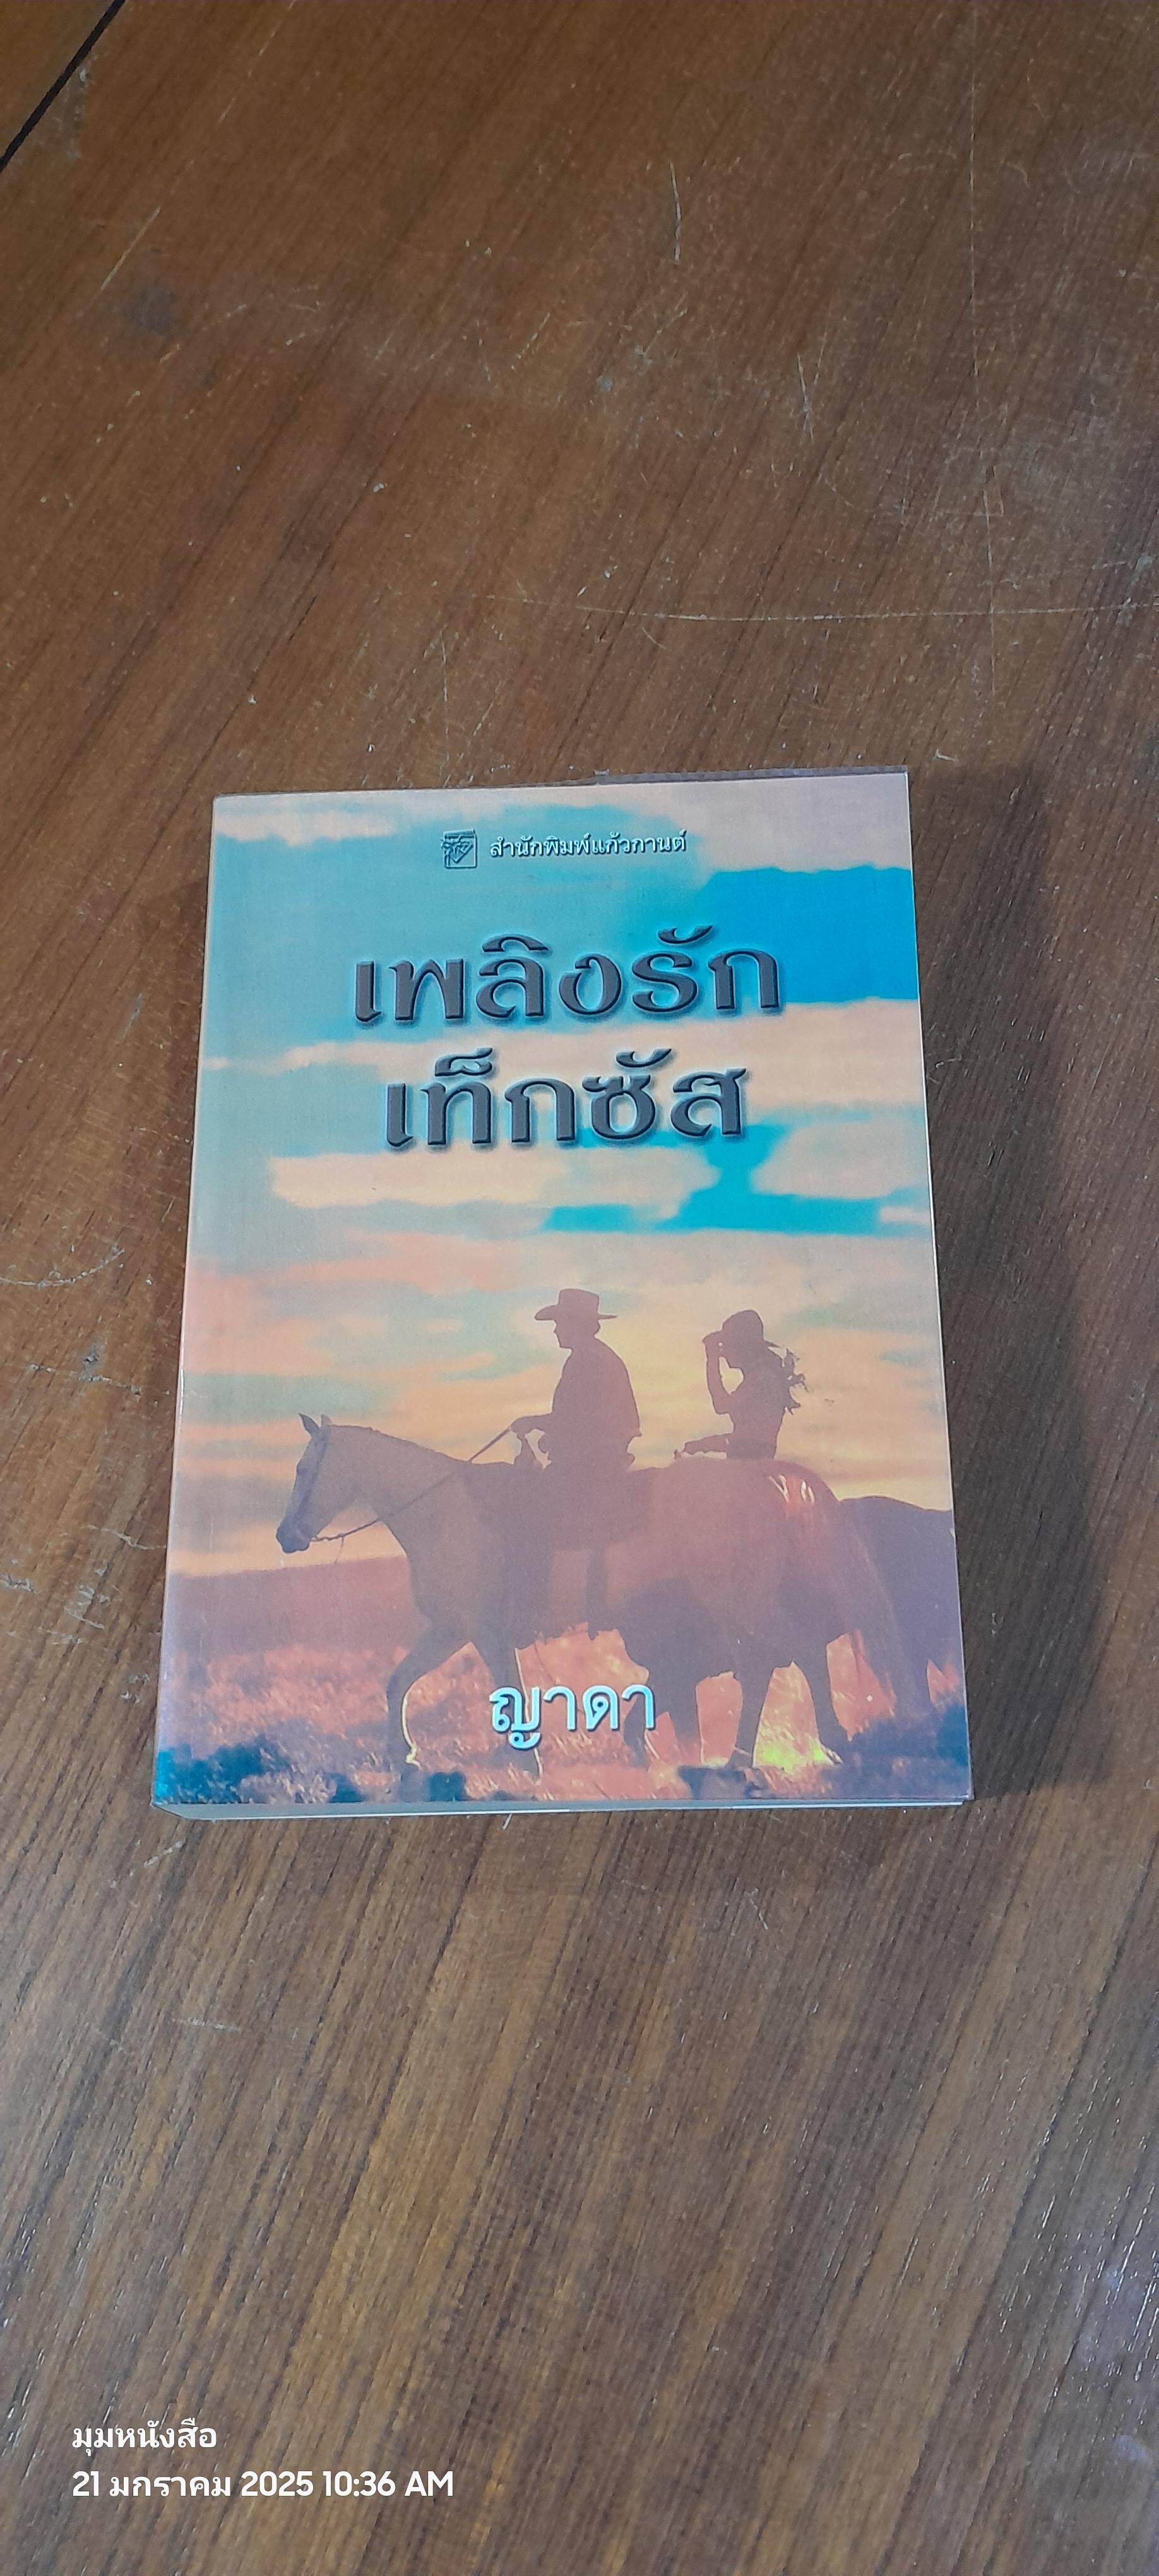 สำนักพิมพ์แก้วกานต์
เพลิงรัก
เท็กซัส
ญาดา
มุมหนังสือ
21 มกราคม 2025 10:36 AM